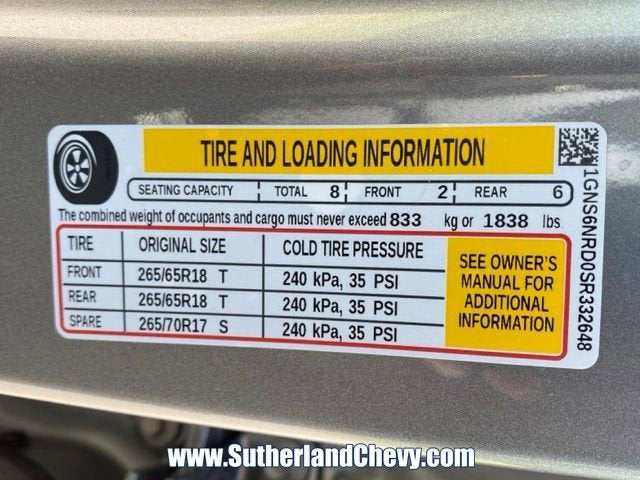 TIRE AND LOADING INFORMATION
SEATING CAPACITY TOTAL 8 FRONT 2 REAR 6
The combined weight of occupants and cargo must never exceed 833 kg or 1838 lbs.
TIRE ORIGINAL SIZE COLD TIRE PRESSURE
FRONT 265/65R18 T 240 kPa, 35 PSI
REAR 265/65R18 T 240 kPa, 35 PSI
SPARE 265/70R17 S 240 kPa, 35 PSI
SEE OWNER'S
MANUAL FOR
ADDITIONAL
INFORMATION
1GNS6NRD0SR332648
www.SutherlandChevy.com